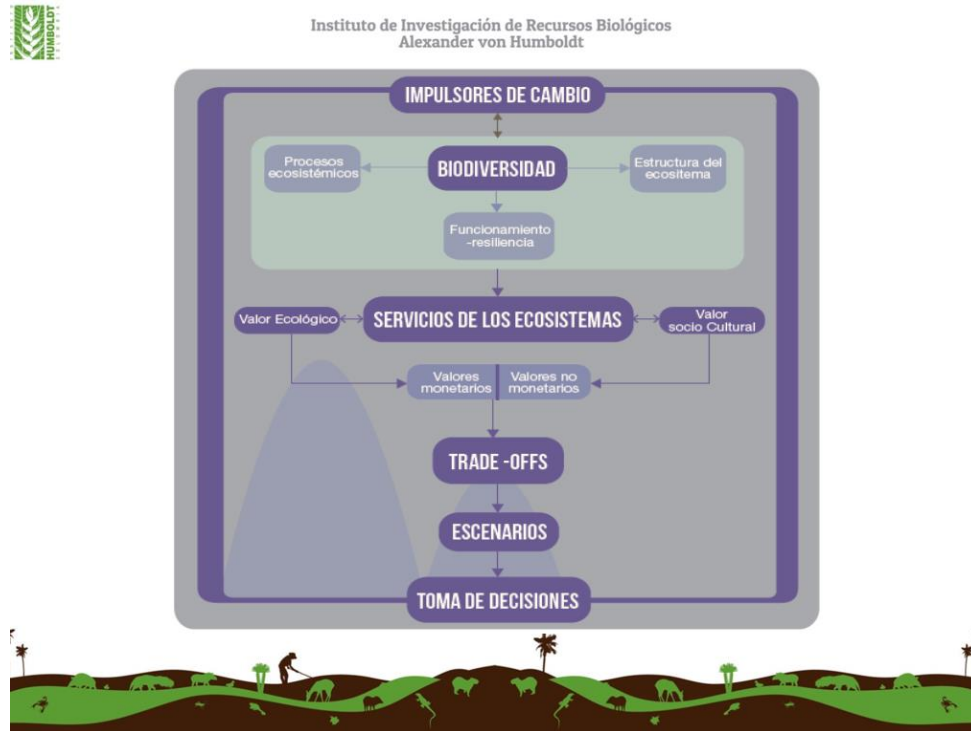 HUMBOLDT
Instituto de Investigación de Recursos Biológicos
Alexander von Humboldt
IMPULSORES DE CAMBIO
Procesos
ecosistémicos
BIODIVERSIDAD
Estructura del
ecositema
Funcionamiento
-resiliencia
Valor Ecológico
SERVICIOS DE LOS ECOSISTEMAS
Valor
socio Cultural
Valores
monetarios
Valores no
monetarios
TRADE -OFFS
ESCENARIOS
TOMA DE DECISIONES